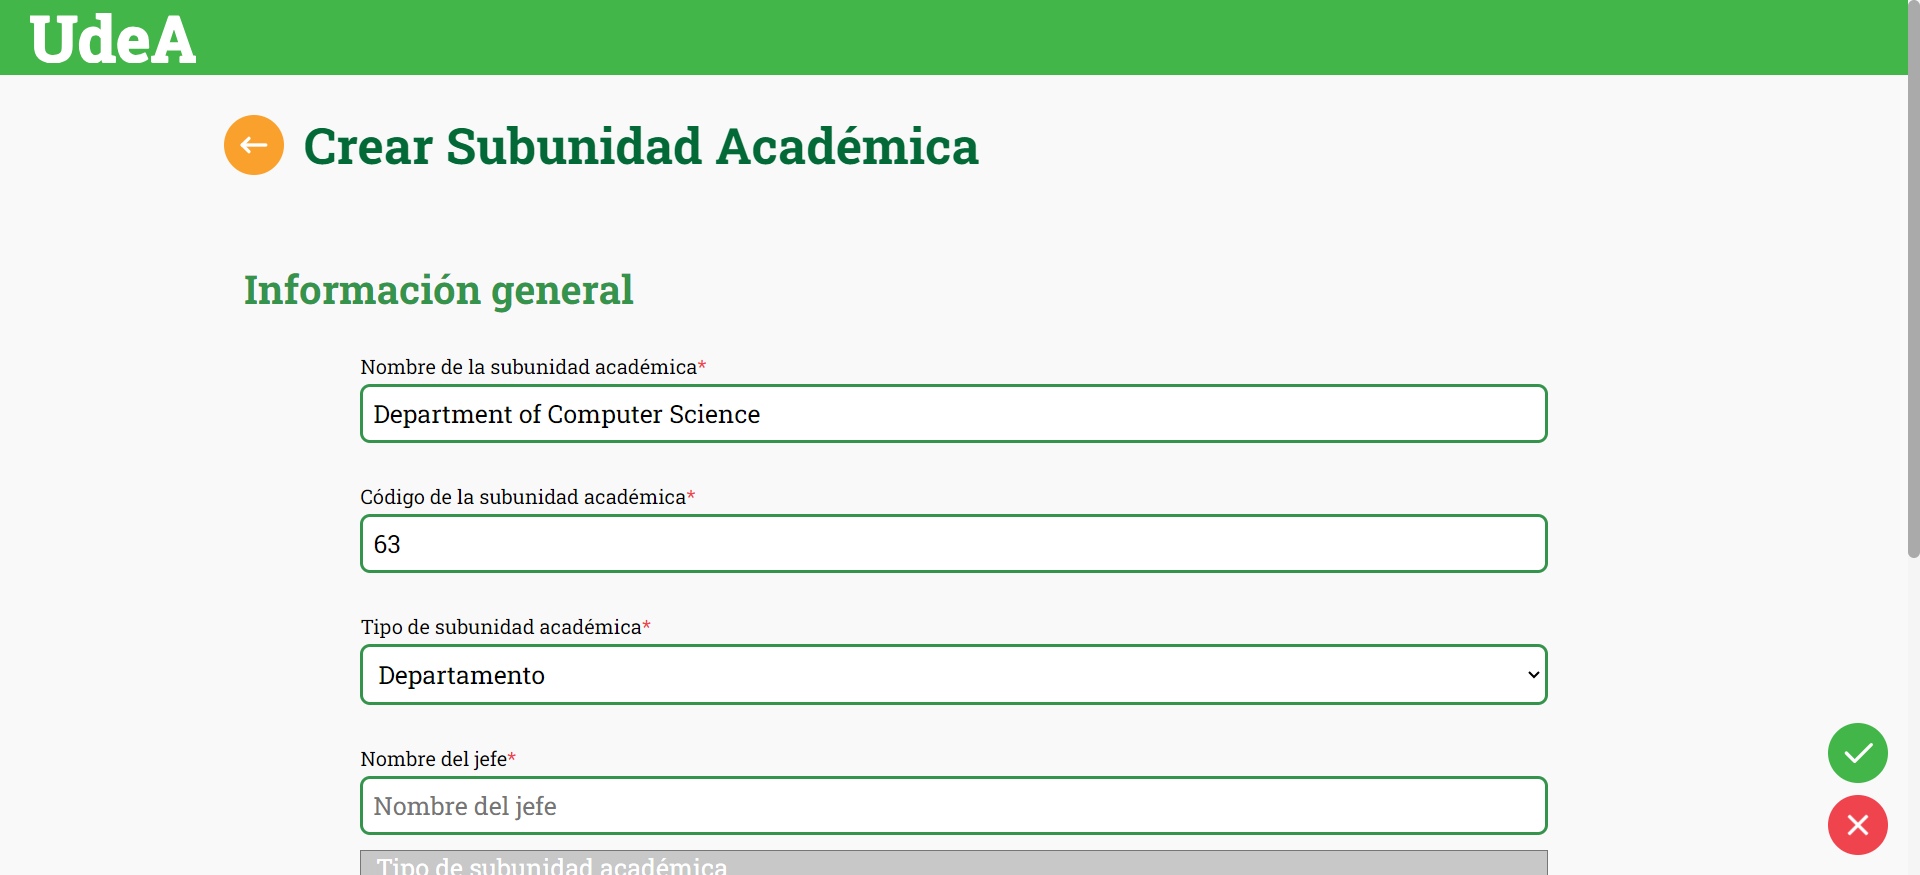 UdeA
Crear Subunidad Académica
Información general
Nombre de la subunidad académica*
Department of Computer Science
Código de la subunidad académica*
63
Tipo de subunidad académica*
Departamento
Nombre del jefe*
Nombre del jefe
Tipo de subunidad académica